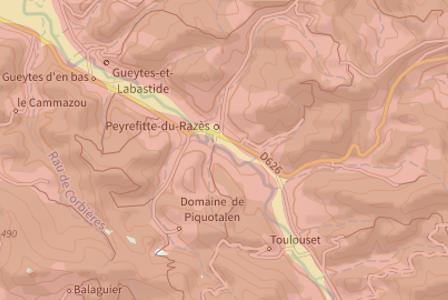 Gueytes d'en bas
Gueytes-et-
Labastide
le Cammazou
Peyrefitte-du-Razès
D626
Rau de Corbières
Domaine de
Piquotalen
490
Toulouset
Balaguier